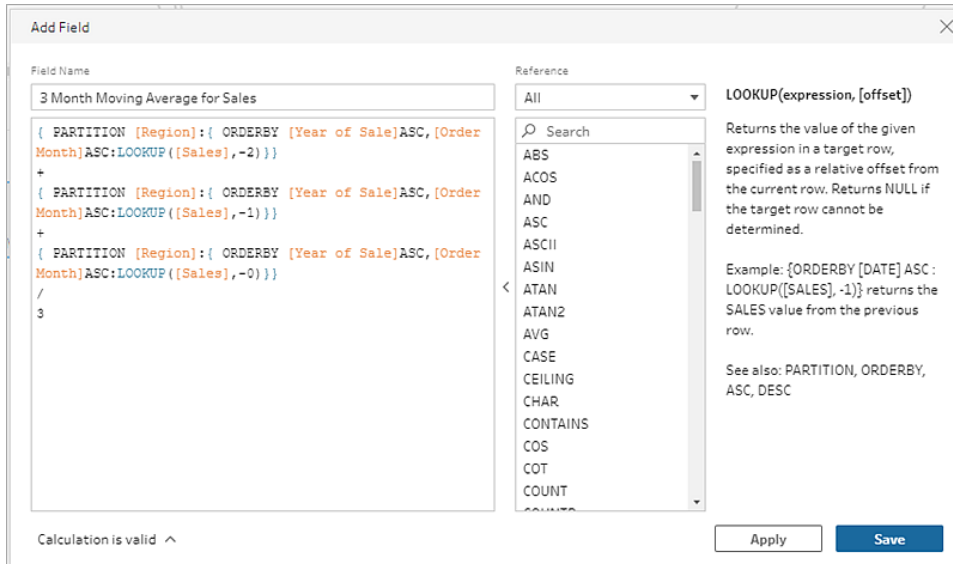 Add Field
Field Name
3 Month Moving Average for Sales
{ PARTITION [Region]:{ ORDERBY [Year of Sale]ASC,[Order
Month]ASC:LOOKUP([Sales],-2)}}
+
{ PARTITION [Region]:{ ORDERBY [Year of Sale]ASC,[Order
Month]ASC:LOOKUP([Sales],-1)}}
+
{ PARTITION [Region]:{ ORDERBY [Year of Sale]ASC,[Order
Month]ASC:LOOKUP([Sales],-0)}}
/
3
Reference
All
Search
ABS
ACOS
AND
ASC
ASCII
ASIN
ATAN
ATAN2
AVG
CASE
CEILING
CHAR
CONTAINS
COS
COT
COUNT
LOOKUP(expression, [offset])
Returns the value of the given
expression in a target row,
specified as a relative offset from
the current row. Returns NULL if
the target row cannot be
determined.
Example: {ORDERBY [DATE] ASC :
LOOKUP([SALES], -1)} returns the
SALES value from the previous
row.
See also: PARTITION, ORDERBY,
ASC, DESC
Calculation is valid
Apply
Save